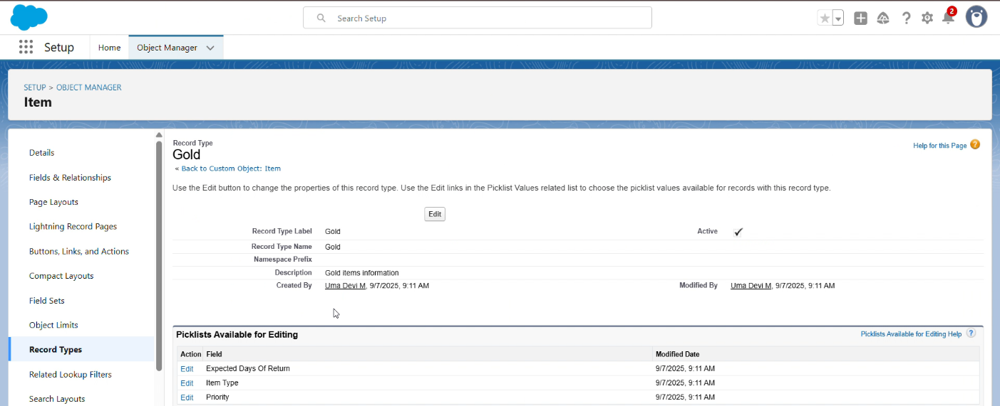 Search Setup
2
Setup
Home
Object Manager
SETUP > OBJECT MANAGER
Item
Details
Fields & Relationships
Page Layouts
Lightning Record Pages
Buttons, Links, and Actions
Compact Layouts
Field Sets
Object Limits
Record Types
Related Lookup Filters
Search Layouts
Record Type
Gold
Help for this Page ?
« Back to Custom Object: Item
Use the Edit button to change the properties of this record type. Use the Edit links in the Picklist Values related list to choose the picklist values available for records with this record type.
Edit
Record Type Label Gold Active ✓
Record Type Name Gold
Namespace Prefix
Description Gold items information
Created By Uma Devi M, 9/7/2025, 9:11 AM Modified By Uma Devi M, 9/7/2025, 9:11 AM
Picklists Available for Editing Picklists Available for Editing Help ?
Action Field Modified Date
Edit Expected Days Of Return 9/7/2025, 9:11 AM
Edit Item Type 9/7/2025, 9:11 AM
Edit Priority 9/7/2025, 9:11 AM